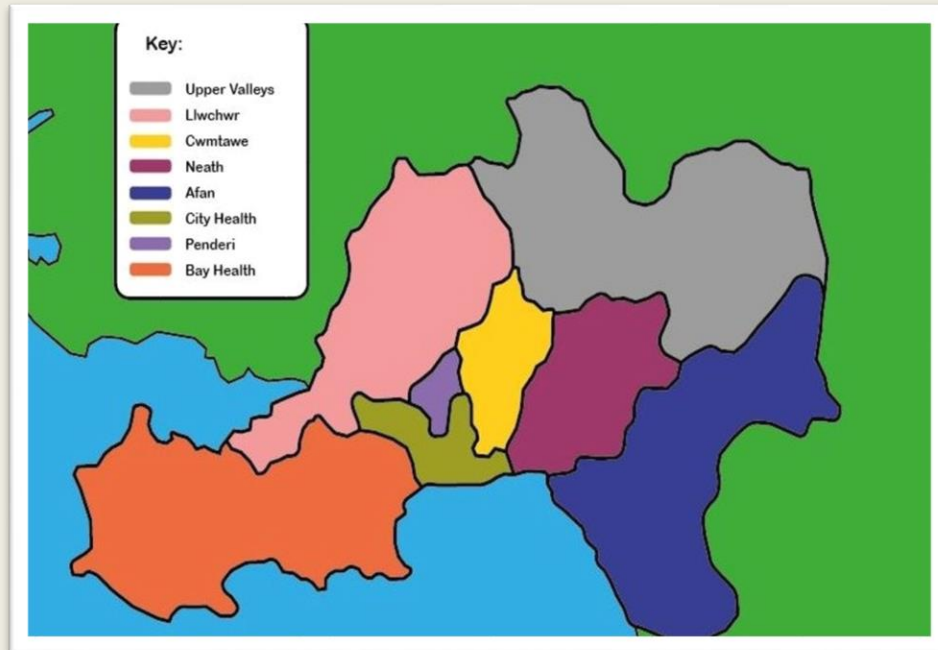 Key:
Upper Valleys
Llwchwr
Cwmtawe
Neath
Afan
City Health
Penderi
Bay Health